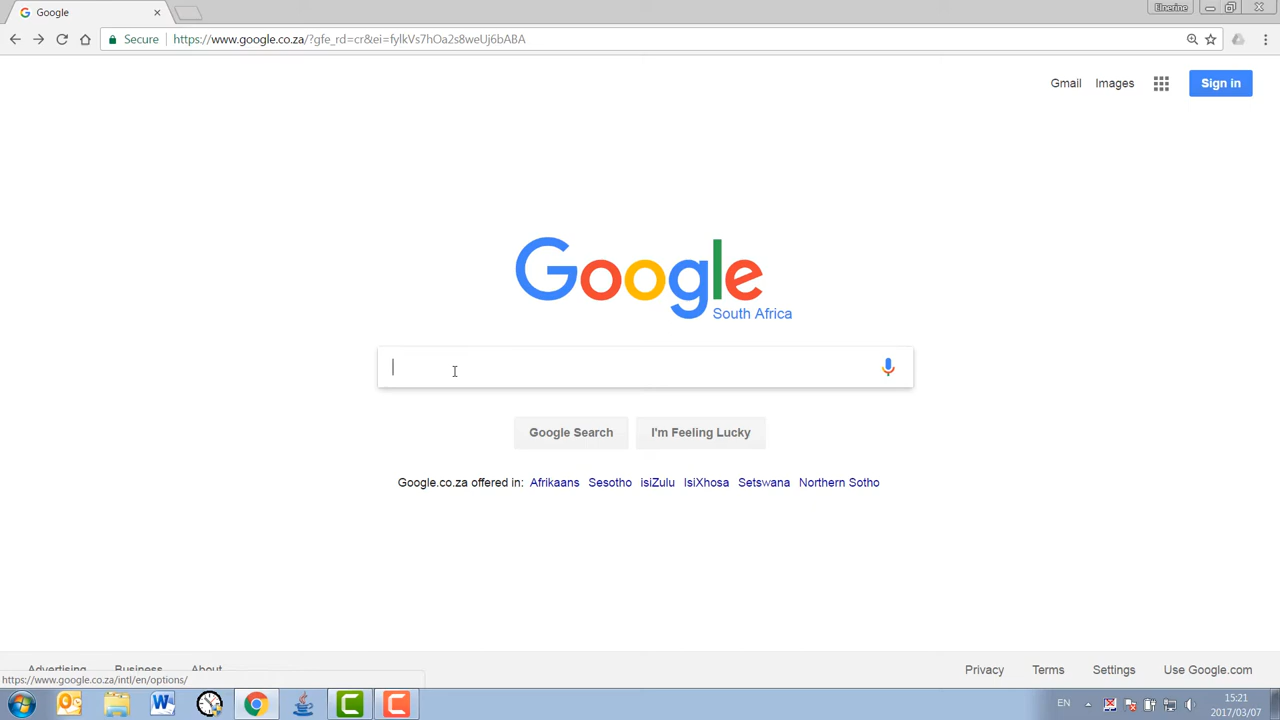 Google
Elnerine
Secure
https://www.google.co.za/?gfe_rd=cr&ei=fylkVs7hOa2s8weUj6bABA
Gmail Images Sign in
Google
South Africa
Google Search I'm Feeling Lucky
Google.co.za offered in: Afrikaans Sesotho isiZulu IsiXhosa Setswana Northern Sotho
Advertising Business About
Privacy Terms Settings Use Google.com
https://www.google.co.za/intl/en/options/
EN
15:21
2017/03/07